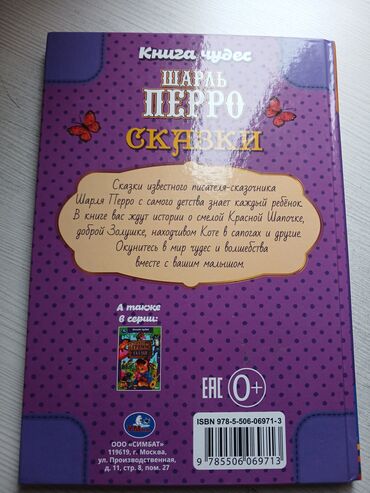 Книга чудес
ШАРЛЬ
ПЕРРО
СКАЗКИ
Сказки известного писателя-сказочника
Шарля Перро с самого детства знает каждый ребёнок.
В книге вас ждут истории о смелой Красной Шапочке,
доброй Золушке, находчивом Коте в сапогах и другие.
Окунитесь в мир чудес и волшебства
вместе с вашим малышом.
А также
в серии:
ЕАС
0+
ООО «СИМБАТ»
119619, г. Москва,
ул. Производственная,
д. 11, стр. 8, пом. 27
ISBN 978-5-506-06971-3
9 785506 069713